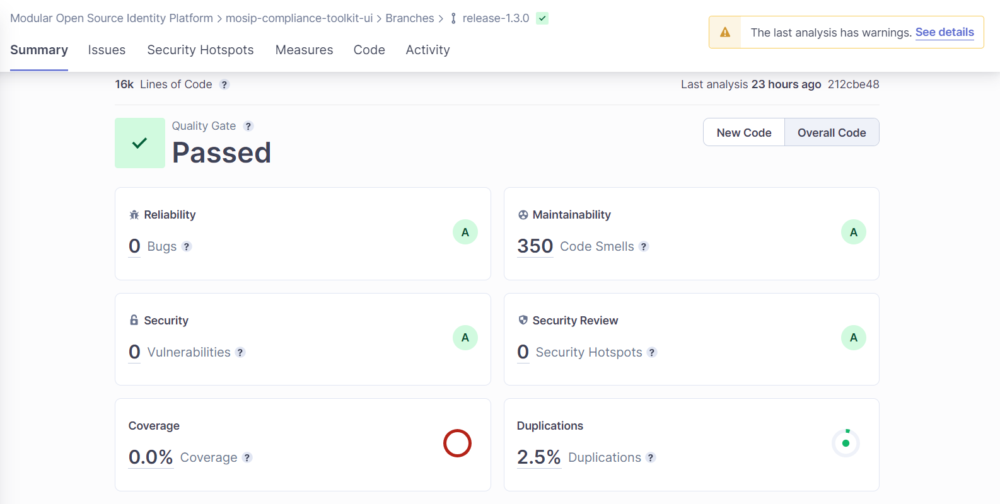 Modular Open Source Identity Platform > mosip-compliance-toolkit-ui > Branches > release-1.3.0
The last analysis has warnings. See details
Summary Issues Security Hotspots Measures Code Activity
16k Lines of Code ?
Last analysis 23 hours ago 212cbe48
Quality Gate ?
Passed
New Code Overall Code
Reliability
0 Bugs ?
A
Maintainability
350 Code Smells ?
A
Security
0 Vulnerabilities ?
A
Security Review
0 Security Hotspots ?
A
Coverage
0.0% Coverage ?
Duplications
2.5% Duplications ?